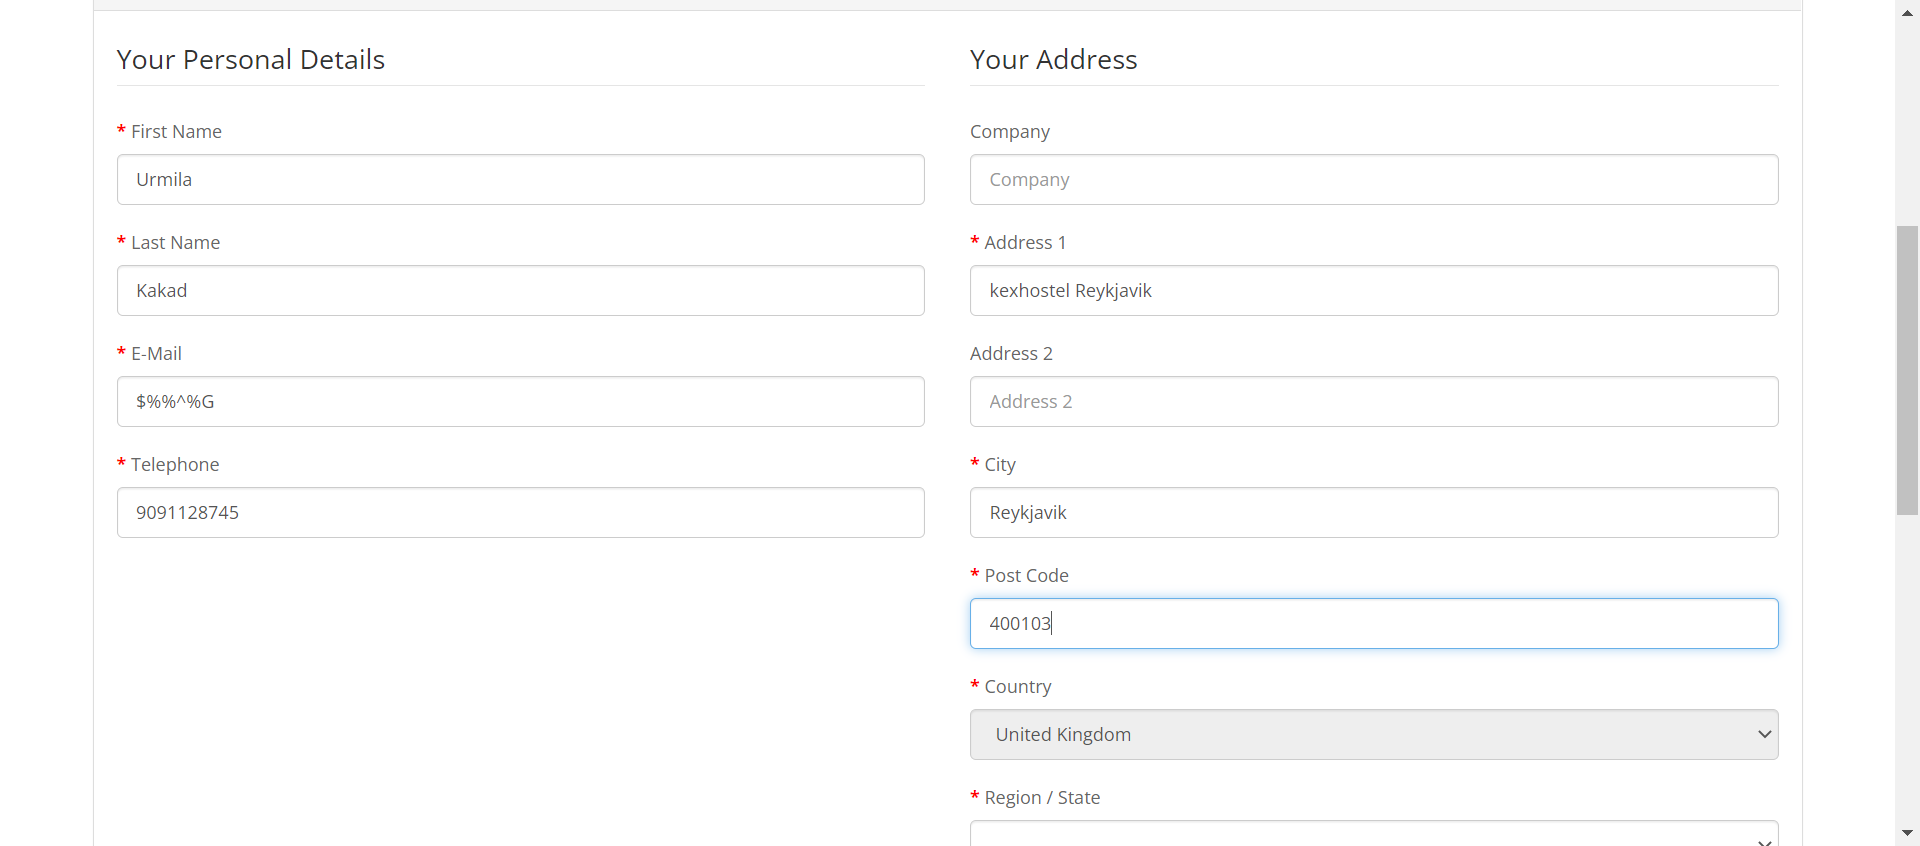 Your Personal Details
* First Name
Urmila
* Last Name
Kakad
* E-Mail
$%%^%G
* Telephone
9091128745
Your Address
Company
Company
* Address 1
kexhostel Reykjavik
Address 2
Address 2
* City
Reykjavik
* Post Code
400103
* Country
United Kingdom
* Region / State